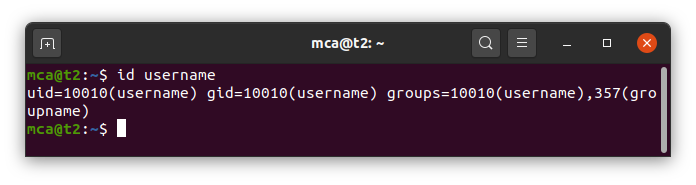 mca@t2: ~
mca@t2:~$ id username
uid=10010(username) gid=10010(username) groups=10010(username),357(gro
upname)
mca@t2:~$